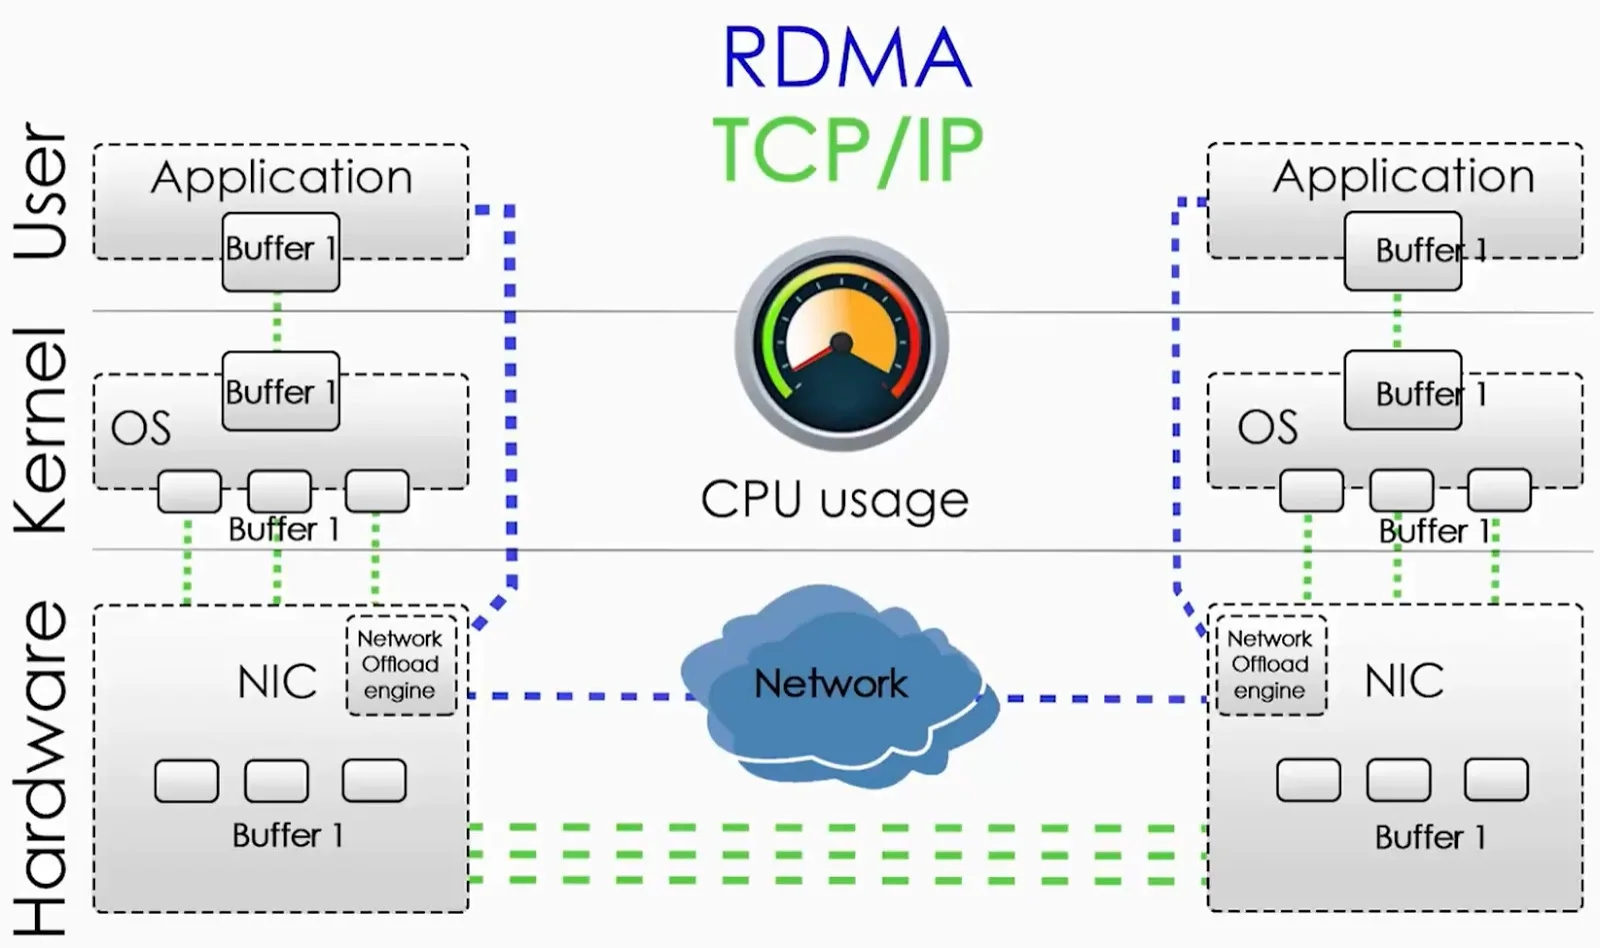 RDMA
TCP/IP
User
Application
Buffer 1
Application
Buffer 1
Kernel
Buffer 1
OS
Buffer 1
CPU usage
Buffer 1
OS
Buffer 1
Hardware
Network
Offload
engine
NIC
Buffer 1
Network
Network
Offload
engine
NIC
Buffer 1